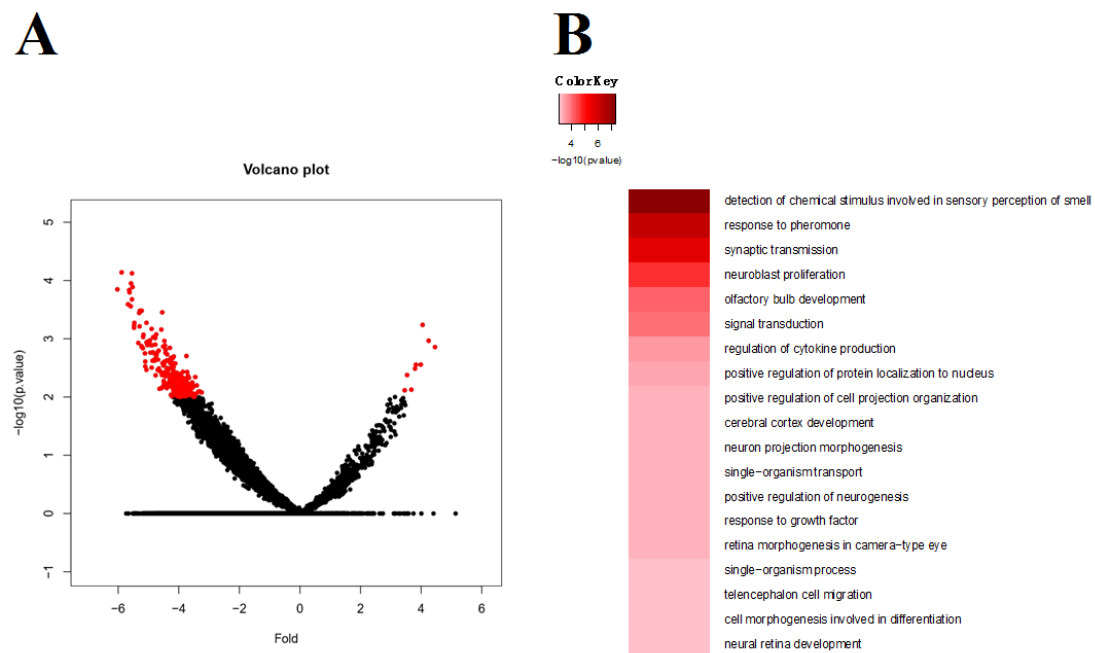 A
B
ColorKey
4 6
−log10(pvalue)
Volcano plot
−log10(p.value)
5
4
3
2
1
0
−1
−6 −4 −2 0 2 4 6
Fold
detection of chemical stimulus involved in sensory perception of smell
response to pheromone
synaptic transmission
neuroblast proliferation
olfactory bulb development
signal transduction
regulation of cytokine production
positive regulation of protein localization to nucleus
positive regulation of cell projection organization
cerebral cortex development
neuron projection morphogenesis
single−organism transport
positive regulation of neurogenesis
response to growth factor
retina morphogenesis in camera−type eye
single−organism process
telencephalon cell migration
cell morphogenesis involved in differentiation
neural retina development